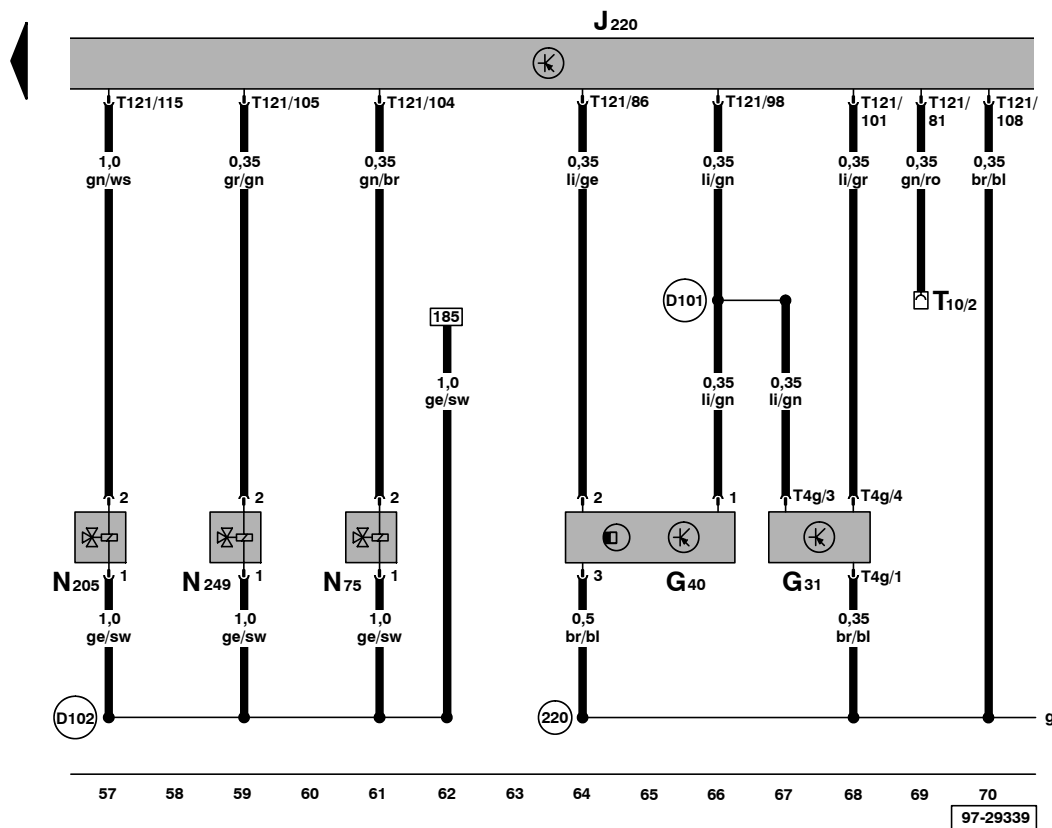 J 220
T121/115 T121/105 T121/104 T121/86 T121/98 T121/ T121/ T121/
101 81 108
1,0 0,35 0,35 0,35 0,35 0,35 0,35 0,35
gn/ws gr/gn gn/br li/ge li/gn li/gr gn/ro br/bl
D101 T10/2
185
1,0 0,35 0,35
ge/sw li/gn li/gn
2 2 2 2 1 T4g/3 T4g/4
N205 1 N249 1 N75 1 3 G40 G31 T4g/1
1,0 1,0 1,0 0,5 0,35
ge/sw ge/sw ge/sw br/bl br/bl
D102 220 g
57 58 59 60 61 62 63 64 65 66 67 68 69 70
97-29339